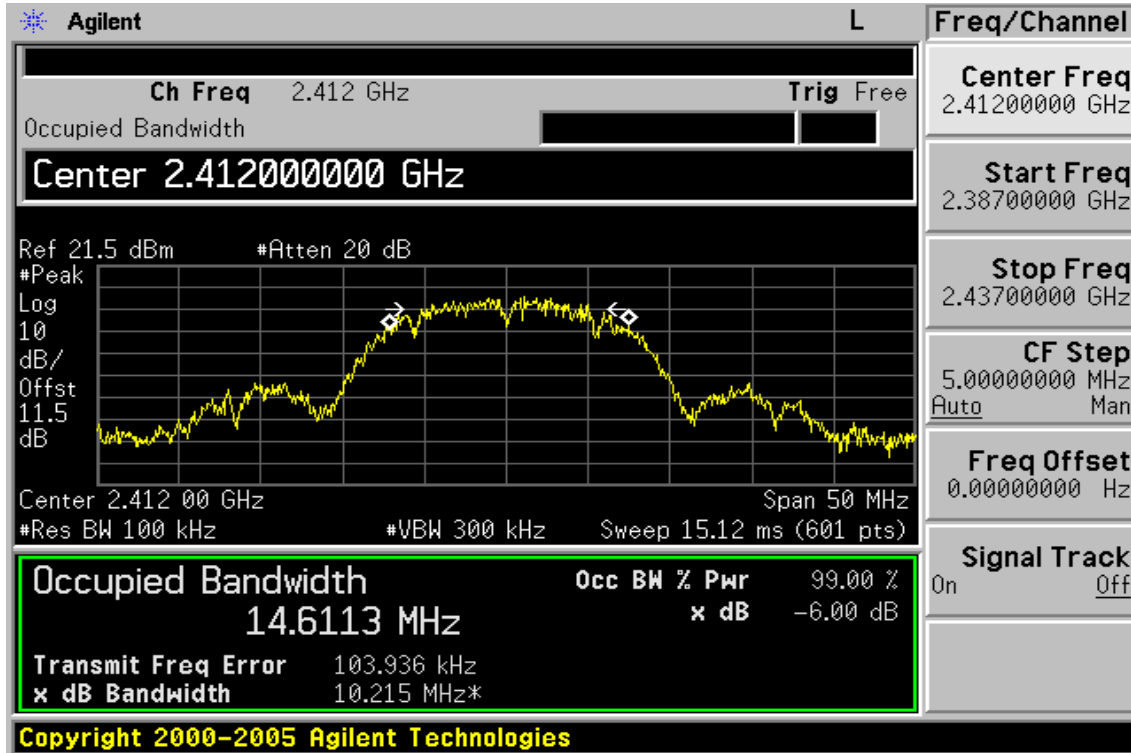 Agilent L
Freq/Channel
Ch Freq 2.412 GHz Trig Free
Occupied Bandwidth
Center 2.412000000 GHz
Ref 21.5 dBm #Atten 20 dB
#Peak
Log
10
dB/
Offst
11.5
dB
Center 2.412 00 GHz Span 50 MHz
#Res BW 100 kHz #VBW 300 kHz Sweep 15.12 ms (601 pts)
Occupied Bandwidth Occ BW % Pwr 99.00 %
14.6113 MHz x dB -6.00 dB
Transmit Freq Error 103.936 kHz
x dB Bandwidth 10.215 MHz*
Copyright 2000-2005 Agilent Technologies
Center Freq
2.41200000 GHz
Start Freq
2.38700000 GHz
Stop Freq
2.43700000 GHz
CF Step
5.00000000 MHz
Auto Man
Freq Offset
0.00000000 Hz
Signal Track
On Off